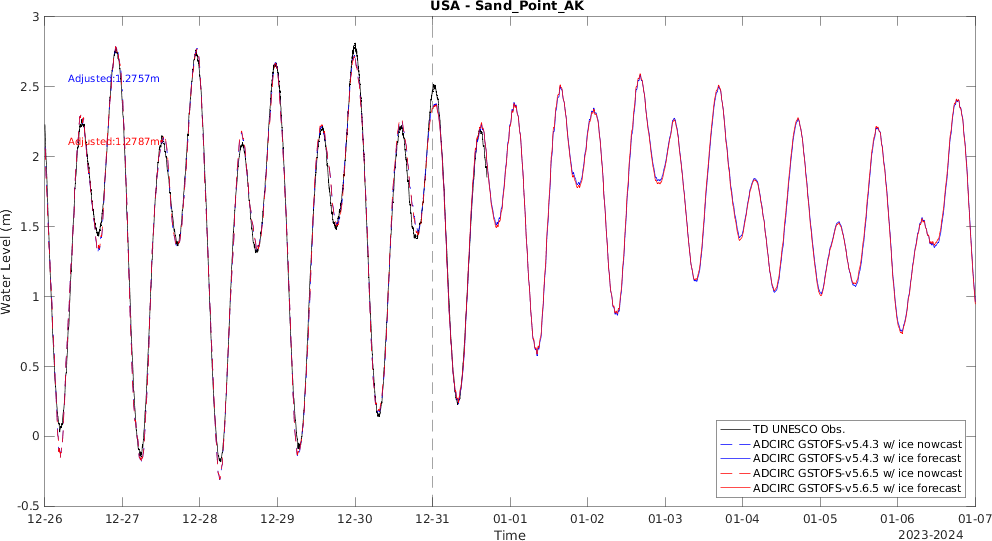 USA - Sand_Point_AK
3
2.5
2
1.5
1
0.5
0
-0.5
Water Level (m)
Adjusted:1.2757m
Adjusted:1.2787m
TD UNESCO Obs.
ADCIRC GSTOFS-v5.4.3 w/ ice nowcast
ADCIRC GSTOFS-v5.4.3 w/ ice forecast
ADCIRC GSTOFS-v5.6.5 w/ ice nowcast
ADCIRC GSTOFS-v5.6.5 w/ ice forecast
12-26 12-27 12-28 12-29 12-30 12-31 01-01 01-02 01-03 01-04 01-05 01-06 01-07
Time
2023-2024